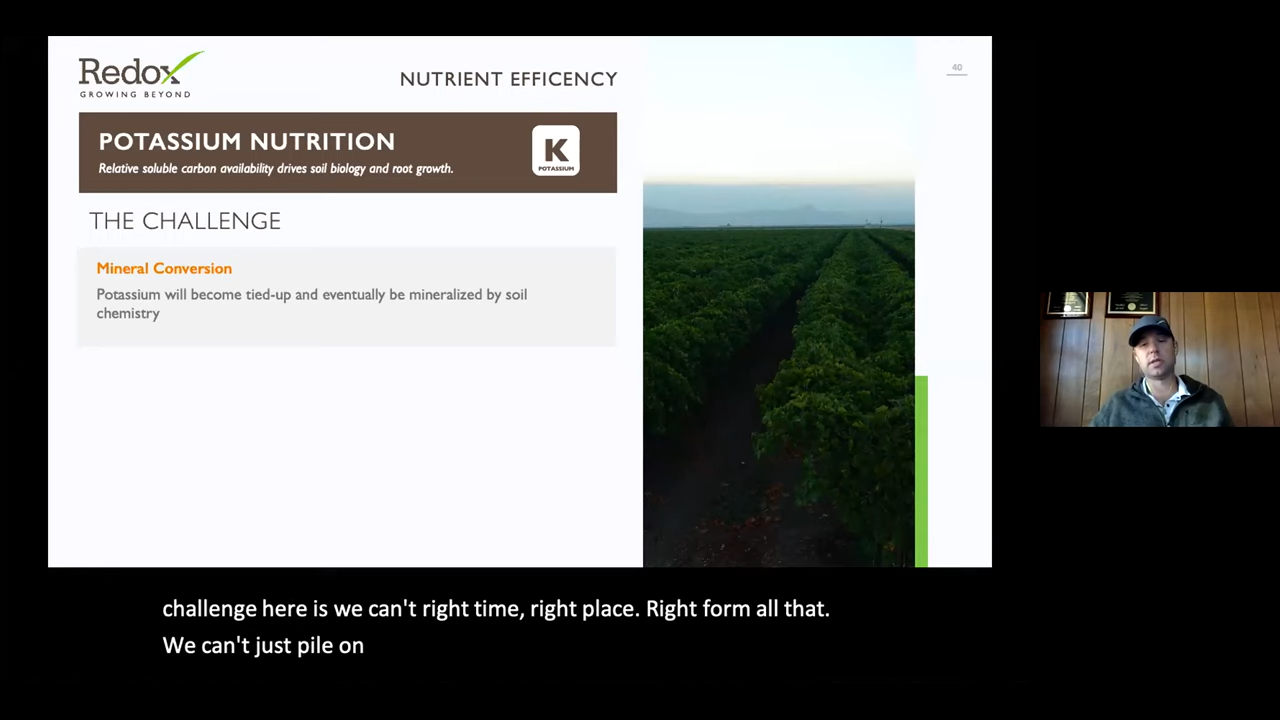 Redox
GROWING BEYOND
NUTRIENT EFFICENCY
40
POTASSIUM NUTRITION
Relative soluble carbon availability drives soil biology and root growth.
K
POTASSIUM
THE CHALLENGE
Mineral Conversion
Potassium will become tied-up and eventually be mineralized by soil
chemistry
challenge here is we can't right time, right place. Right form all that.
We can't just pile on